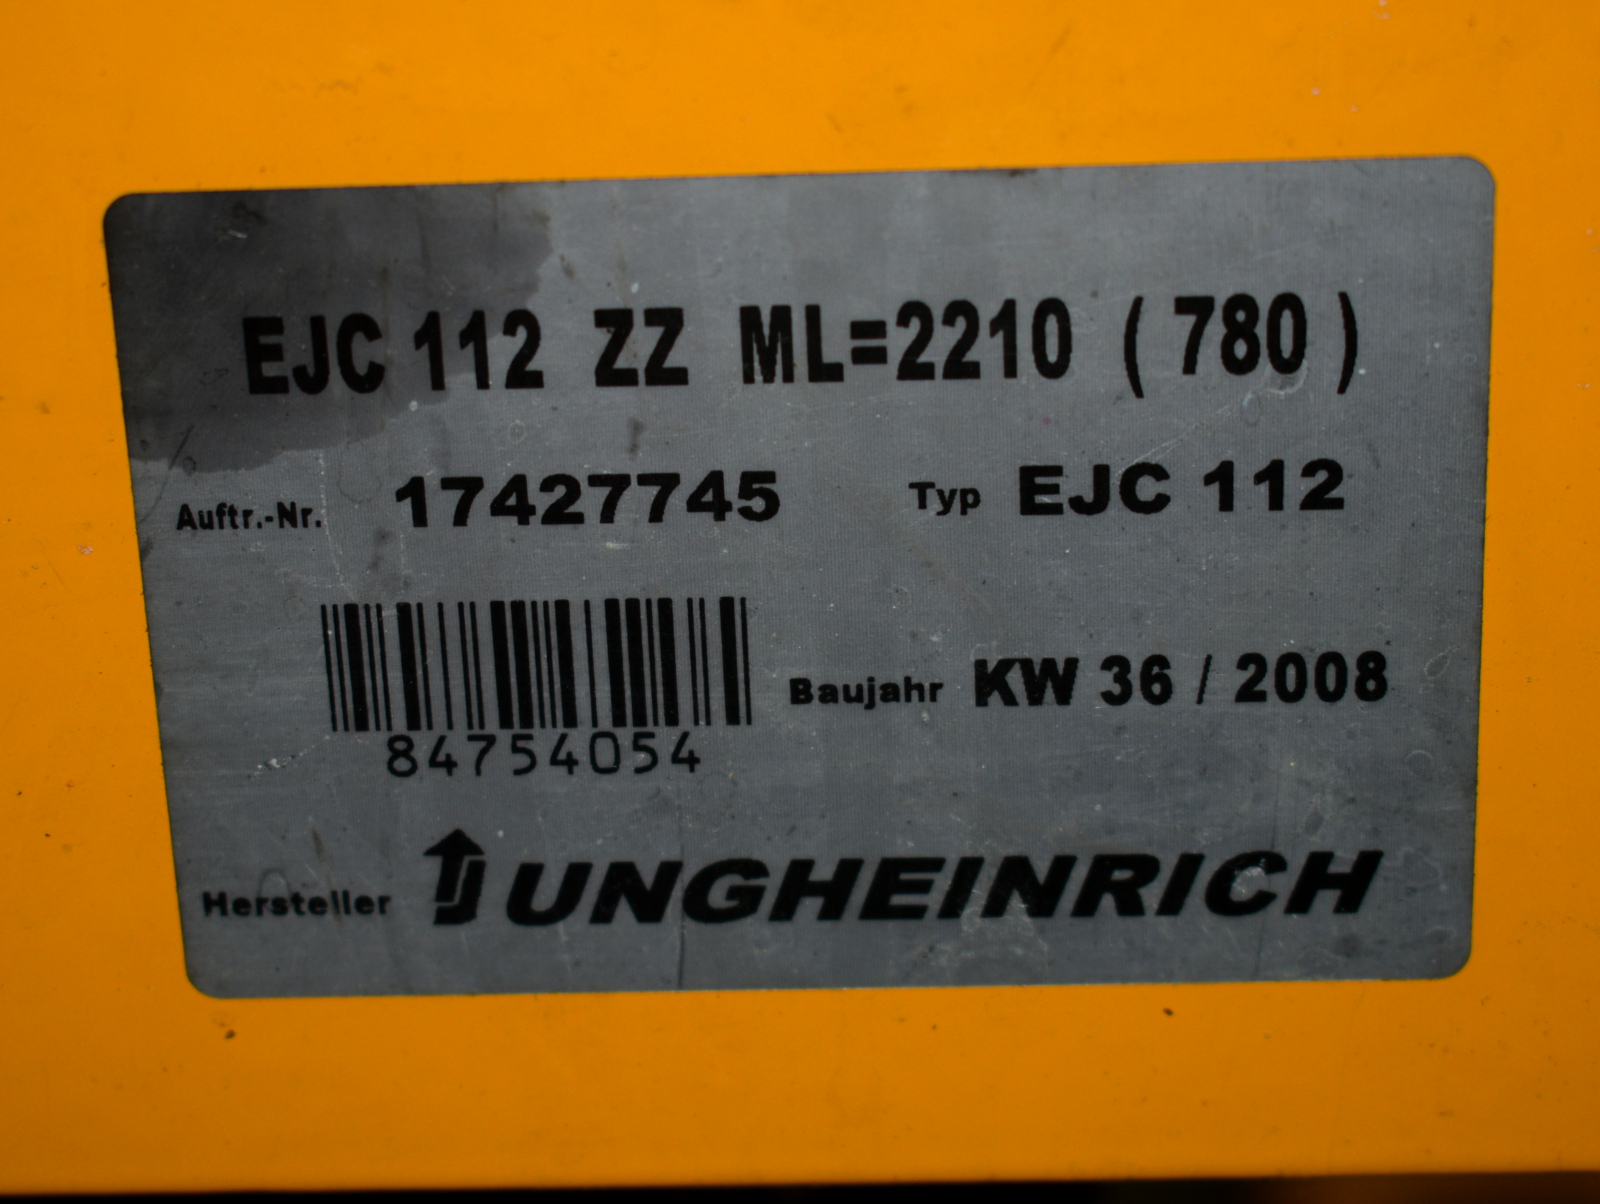 EJC 112 ZZ ML=2210 ( 780 )
Auftr.-Nr. 17427745 Typ EJC 112
Baujahr KW 36 / 2008
84754054
Hersteller JUNGHEINRICH